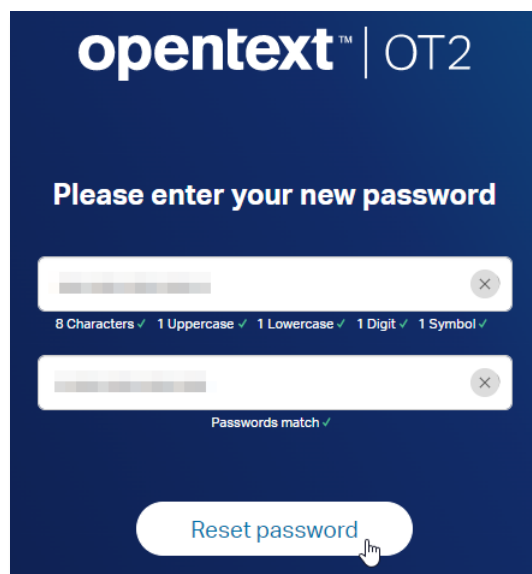 opentext™ | OT2
Please enter your new password
8 Characters ✓ 1 Uppercase ✓ 1 Lowercase ✓ 1 Digit ✓ 1 Symbol ✓
Passwords match ✓
Reset password